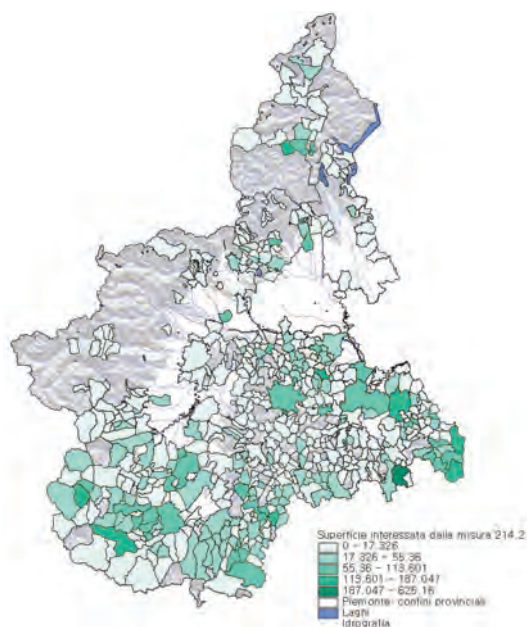 Superficie interessata dalla misura 214.2
0 - 17.326
17.326 - 55.36
55.36 - 113.601
113.601 - 187.047
187.047 - 625.16
Piemonte: confini provinciali
Laghi
Idrografia